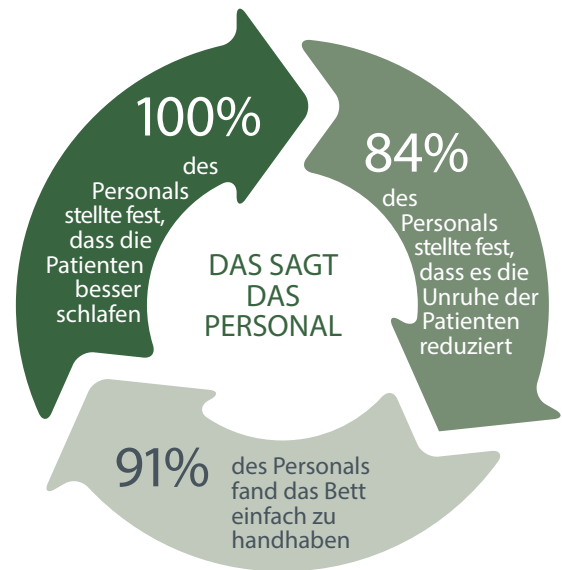 100%
des
Personals
stellte fest,
dass die
Patienten
besser
schlafen
84%
des
Personals
stellte fest,
dass es die
Unruhe der
Patienten
reduziert
DAS SAGT
DAS
PERSONAL
91%
des Personals
fand das Bett
einfach zu
handhaben